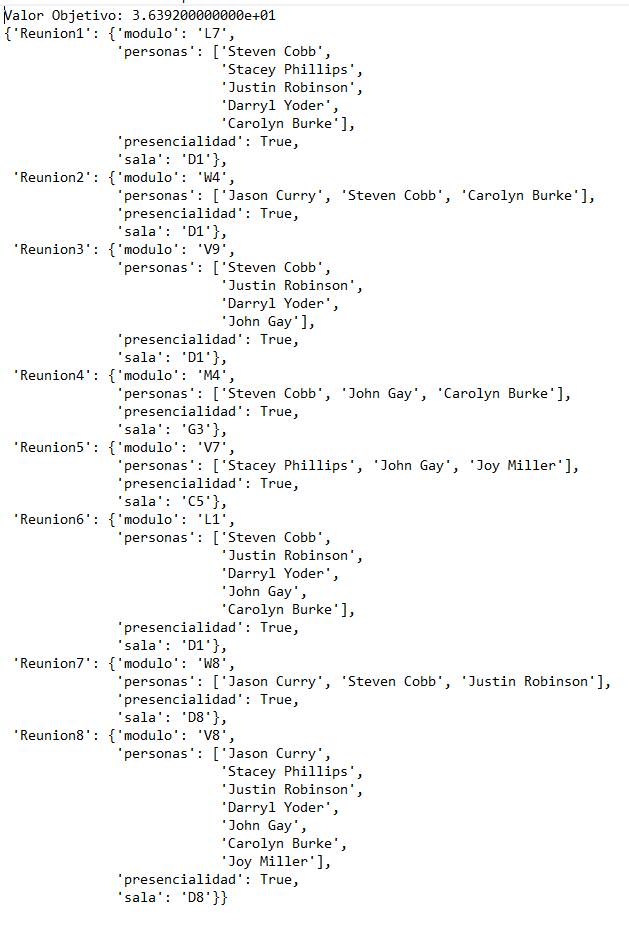 Valor Objetivo: 3.639200000000e+01
{'Reunion1': {'modulo': 'L7',
              'personas': ['Steven Cobb',
                           'Stacey Phillips',
                           'Justin Robinson',
                           'Darryl Yoder',
                           'Carolyn Burke'],
              'presencialidad': True,
              'sala': 'D1'},
 'Reunion2': {'modulo': 'W4',
              'personas': ['Jason Curry', 'Steven Cobb', 'Carolyn Burke'],
              'presencialidad': True,
              'sala': 'D1'},
 'Reunion3': {'modulo': 'V9',
              'personas': ['Steven Cobb',
                           'Justin Robinson',
                           'Darryl Yoder',
                           'John Gay'],
              'presencialidad': True,
              'sala': 'D1'},
 'Reunion4': {'modulo': 'M4',
              'personas': ['Steven Cobb', 'John Gay', 'Carolyn Burke'],
              'presencialidad': True,
              'sala': 'G3'},
 'Reunion5': {'modulo': 'V7',
              'personas': ['Stacey Phillips', 'John Gay', 'Joy Miller'],
              'presencialidad': True,
              'sala': 'C5'},
 'Reunion6': {'modulo': 'L1',
              'personas': ['Steven Cobb',
                           'Justin Robinson',
                           'Darryl Yoder',
                           'John Gay',
                           'Carolyn Burke'],
              'presencialidad': True,
              'sala': 'D1'},
 'Reunion7': {'modulo': 'W8',
              'personas': ['Jason Curry', 'Steven Cobb', 'Justin Robinson'],
              'presencialidad': True,
              'sala': 'D8'},
 'Reunion8': {'modulo': 'V8',
              'personas': ['Jason Curry',
                           'Stacey Phillips',
                           'Justin Robinson',
                           'Darryl Yoder',
                           'John Gay',
                           'Carolyn Burke',
                           'Joy Miller'],
              'presencialidad': True,
              'sala': 'D8'}}